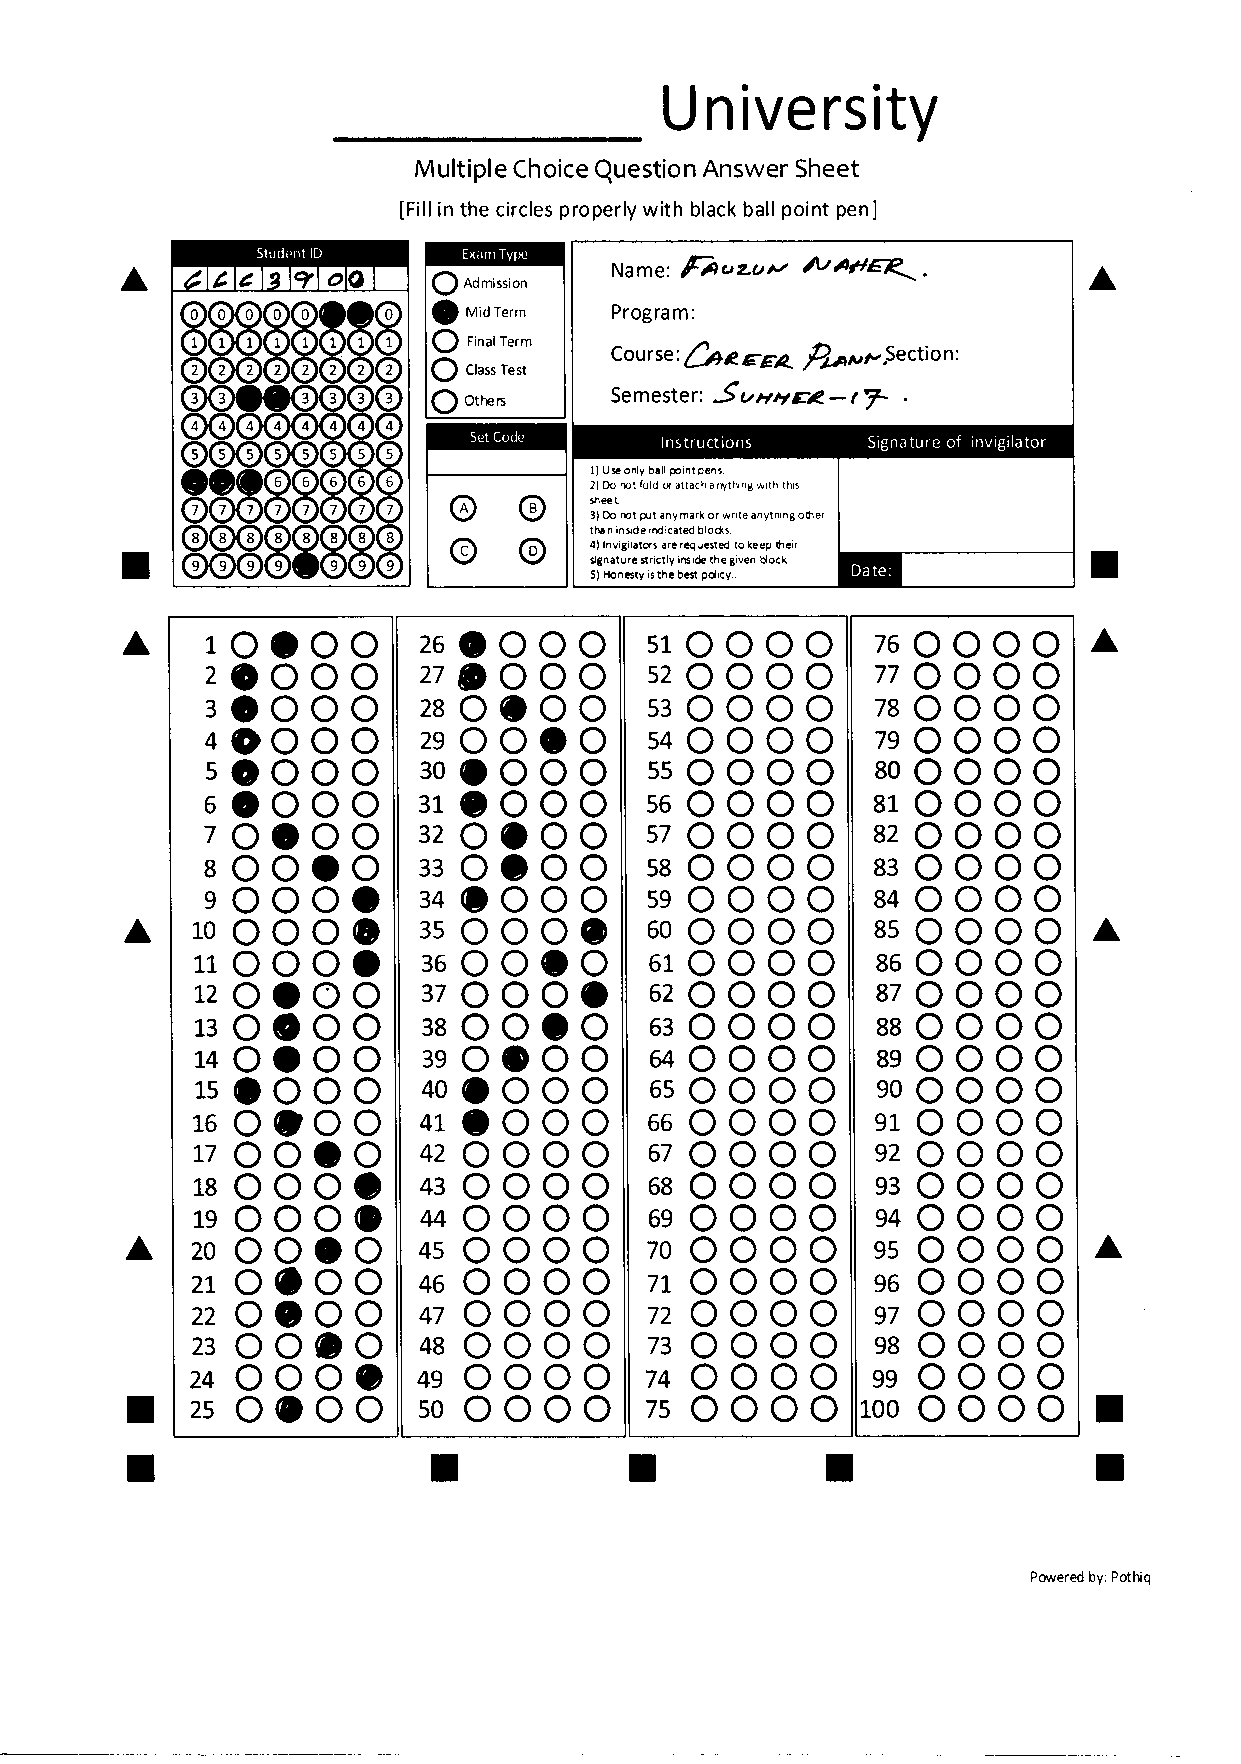 University
Multiple Choice Question Answer Sheet
[Fill in the circles properly with black ball point pen]
Student ID
6 6 6 3 9 0 0
0 0 0 0 0 0
1 1 1 1 1 1 1 1
2 2 2 2 2 2 2 2
3 3 3 3 3 3
4 4 4 4 4 4 4 4
5 5 5 5 5 5 5 5
6 6 6 6 6
7 7 7 7 7 7 7 7
8 8 8 8 8 8 8 8
9 9 9 9 9 9 9
Exam Type
Admission
Mid Term
Final Term
Class Test
Others
Set Code
A B
C D
Name: FAUZUN NAHER.
Program:
Course: CAREER PLANN Section:
Semester: SUMMER-17.
Instructions Signature of invigilator
1) Use only ball point pens.
2) Do not fold or attach anything with this
sheet.
3) Do not put any mark or write anything other
than inside indicated blocks.
4) Invigilators are requested to keep their
signature strictly inside the given block
5) Honesty is the best policy..
Date:
1 26 51 76
2 27 52 77
3 28 53 78
4 29 54 79
5 30 55 80
6 31 56 81
7 32 57 82
8 33 58 83
9 34 59 84
10 35 60 85
11 36 61 86
12 37 62 87
13 38 63 88
14 39 64 89
15 40 65 90
16 41 66 91
17 42 67 92
18 43 68 93
19 44 69 94
20 45 70 95
21 46 71 96
22 47 72 97
23 48 73 98
24 49 74 99
25 50 75 100
Powered by: Pothiq